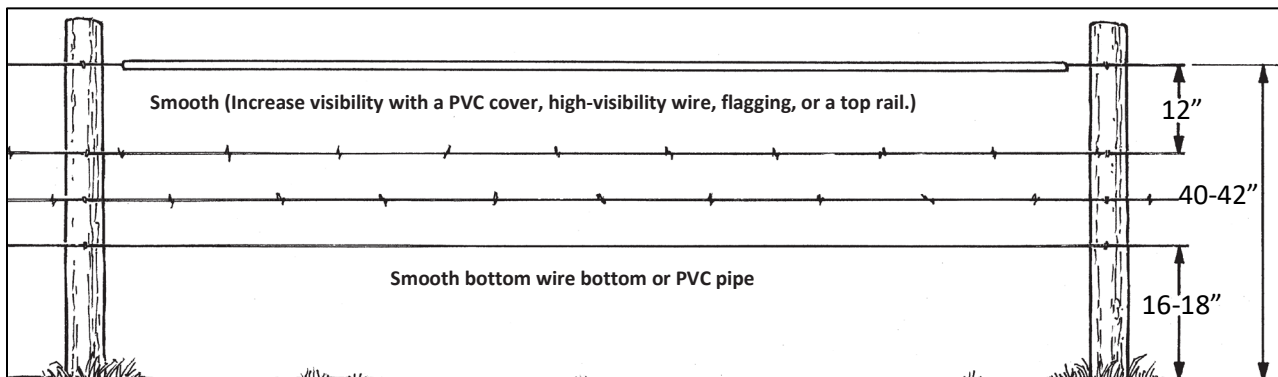 Smooth (Increase visibility with a PVC cover, high-visibility wire, flagging, or a top rail.)
12”
40-42”
Smooth bottom wire bottom or PVC pipe
16-18”